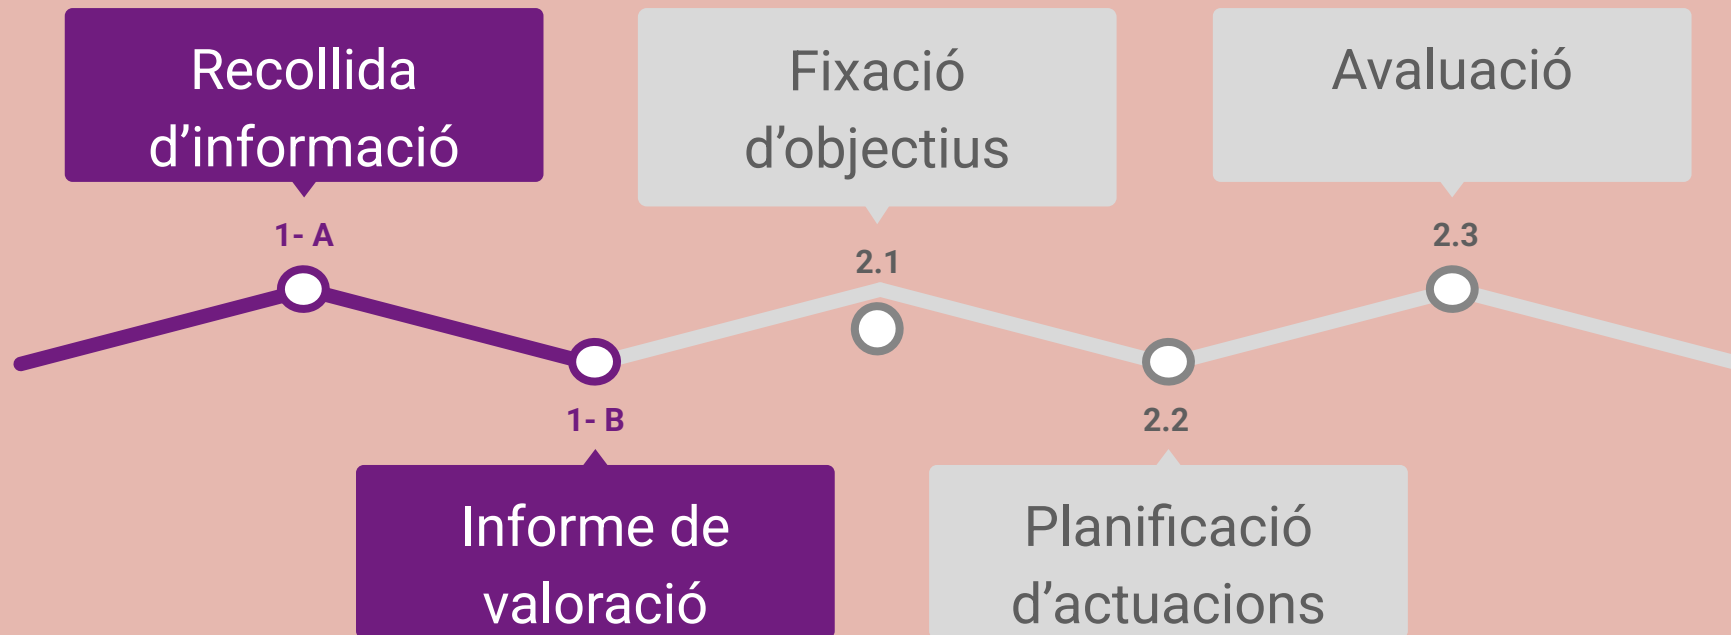 Recollida
d’informació
1- A
Informe de
valoració
1- B
Fixació
d’objectius
2.1
Planificació
d’actuacions
2.2
Avaluació
2.3